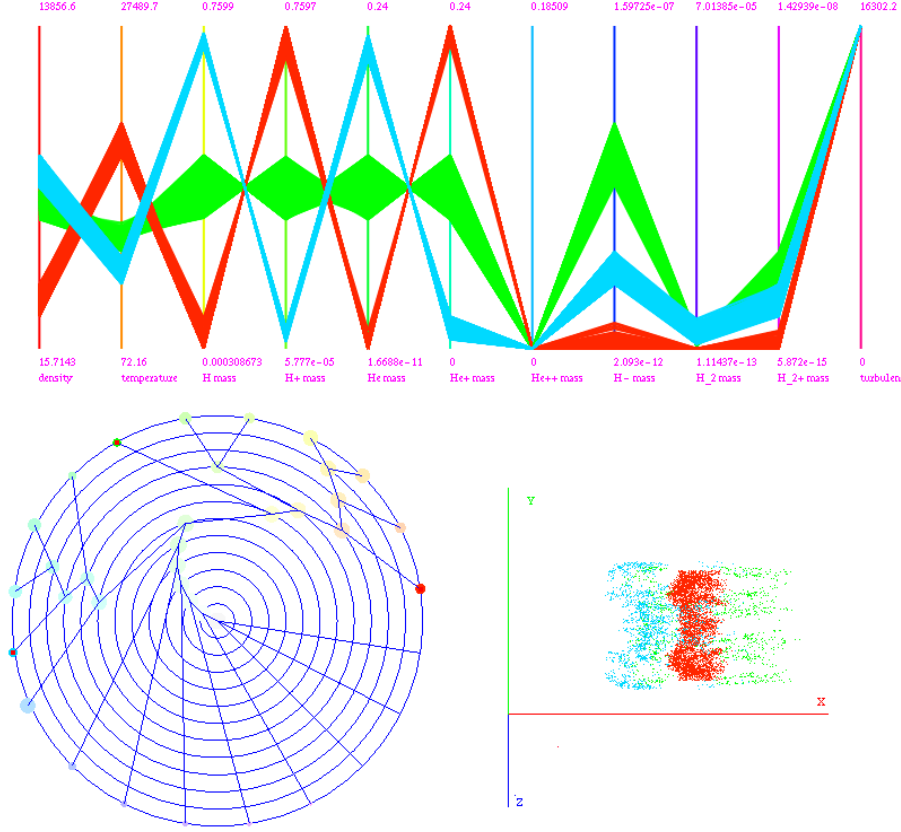 13856.6 27489.7 0.7599 0.7597 0.24 0.24 0.18509 1.59725e-07 7.01385e-05 1.42939e-08 16302.2
15.7143 72.16 0.000308673 5.777e-05 1.6688e-11 0 0 2.093e-12 1.11437e-13 5.872e-15 0
density temperature H mass H+ mass He mass He+ mass He++ mass H- mass H_2 mass H_2+ mass turbulen
Y
X
Z